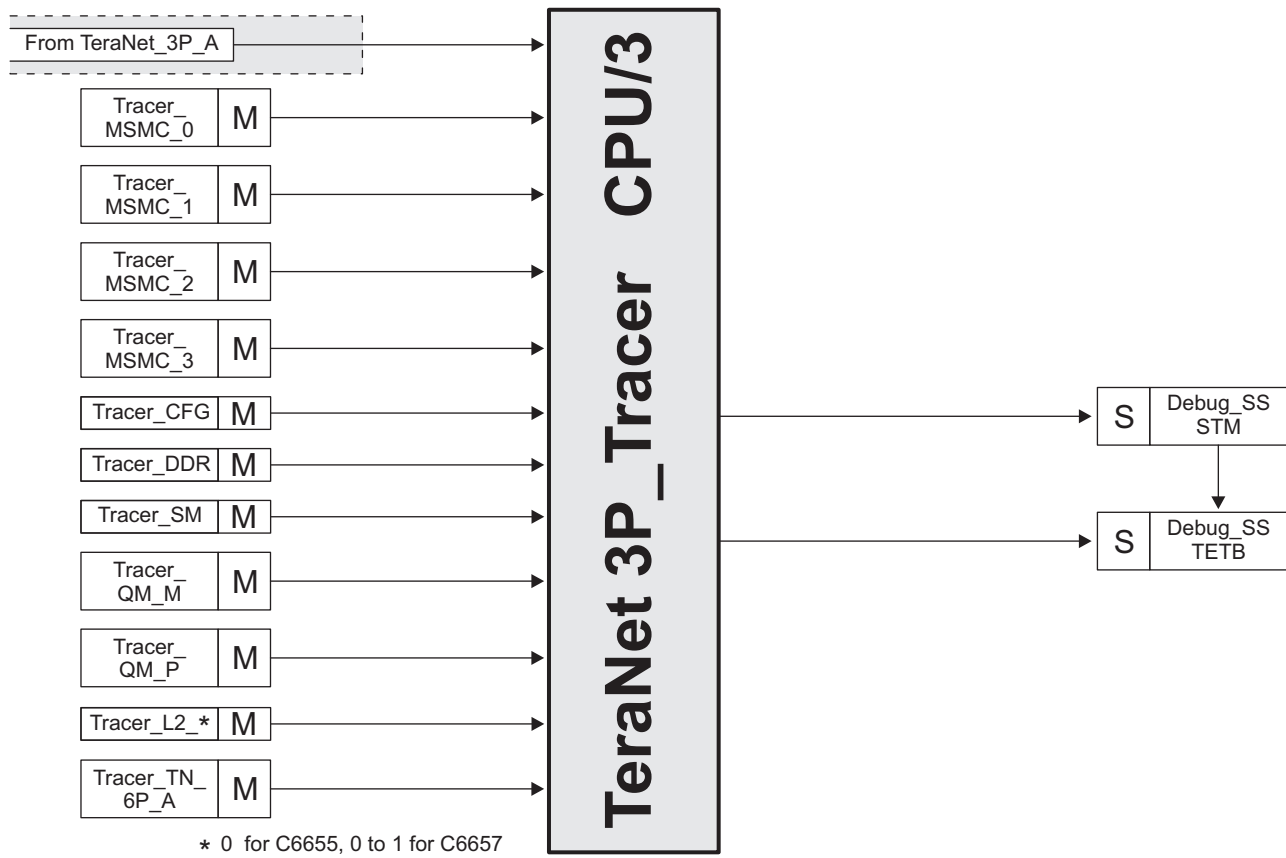 From TeraNet_3P_A
Tracer_
MSMC_0
M
Tracer_
MSMC_1
M
Tracer_
MSMC_2
M
Tracer_
MSMC_3
M
Tracer_CFG
M
Tracer_DDR
M
Tracer_SM
M
Tracer_
QM_M
M
Tracer_
QM_P
M
Tracer_L2_*
M
Tracer_TN_
6P_A
M
* 0 for C6655, 0 to 1 for C6657
TeraNet 3P_Tracer CPU/3
S
Debug_SS
STM
S
Debug_SS
TETB